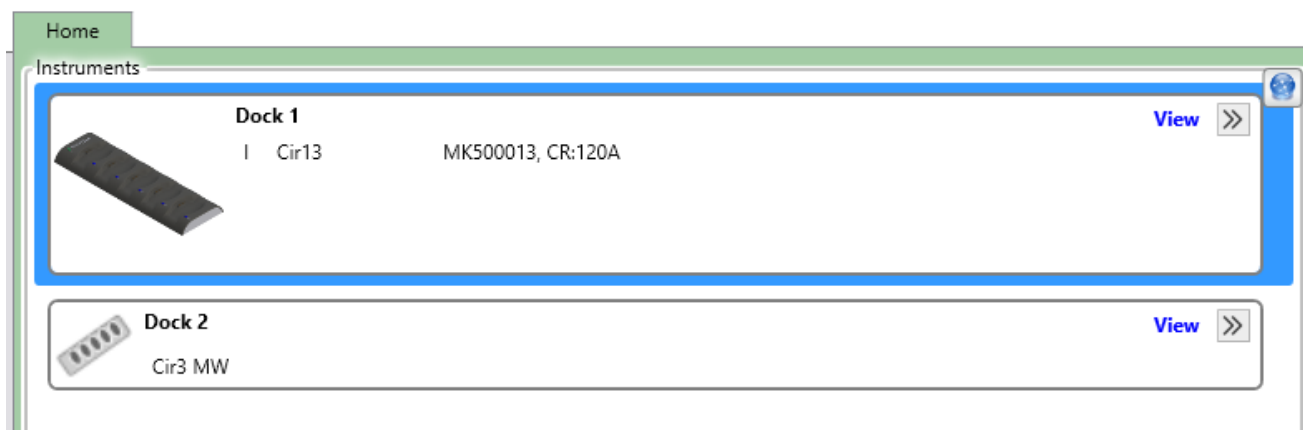 Home
Instruments
Dock 1 View
I Cir13 MK500013, CR:120A
Dock 2 View
Cir3 MW